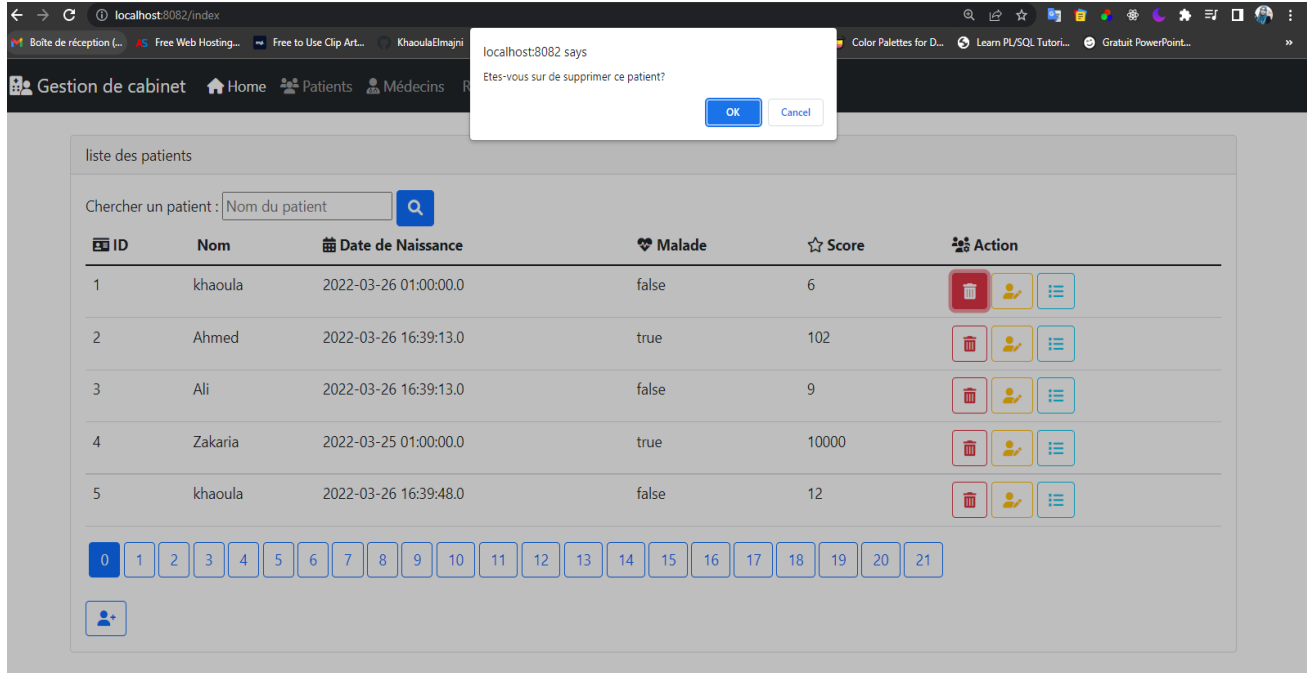 localhost:8082/index
Boîte de réception (... Free Web Hosting... Free to Use Clip Art... KhaoulaElmajni Color Palettes for D... Learn PL/SQL Tutori... Gratuit PowerPoint... »
localhost:8082 says
Etes-vous sur de supprimer ce patient?
OK Cancel
Gestion de cabinet Home Patients Médecins R
liste des patients
Chercher un patient : Nom du patient
ID Nom Date de Naissance Malade Score Action
1 khaoula 2022-03-26 01:00:00.0 false 6
2 Ahmed 2022-03-26 16:39:13.0 true 102
3 Ali 2022-03-26 16:39:13.0 false 9
4 Zakaria 2022-03-25 01:00:00.0 true 10000
5 khaoula 2022-03-26 16:39:48.0 false 12
0 1 2 3 4 5 6 7 8 9 10 11 12 13 14 15 16 17 18 19 20 21